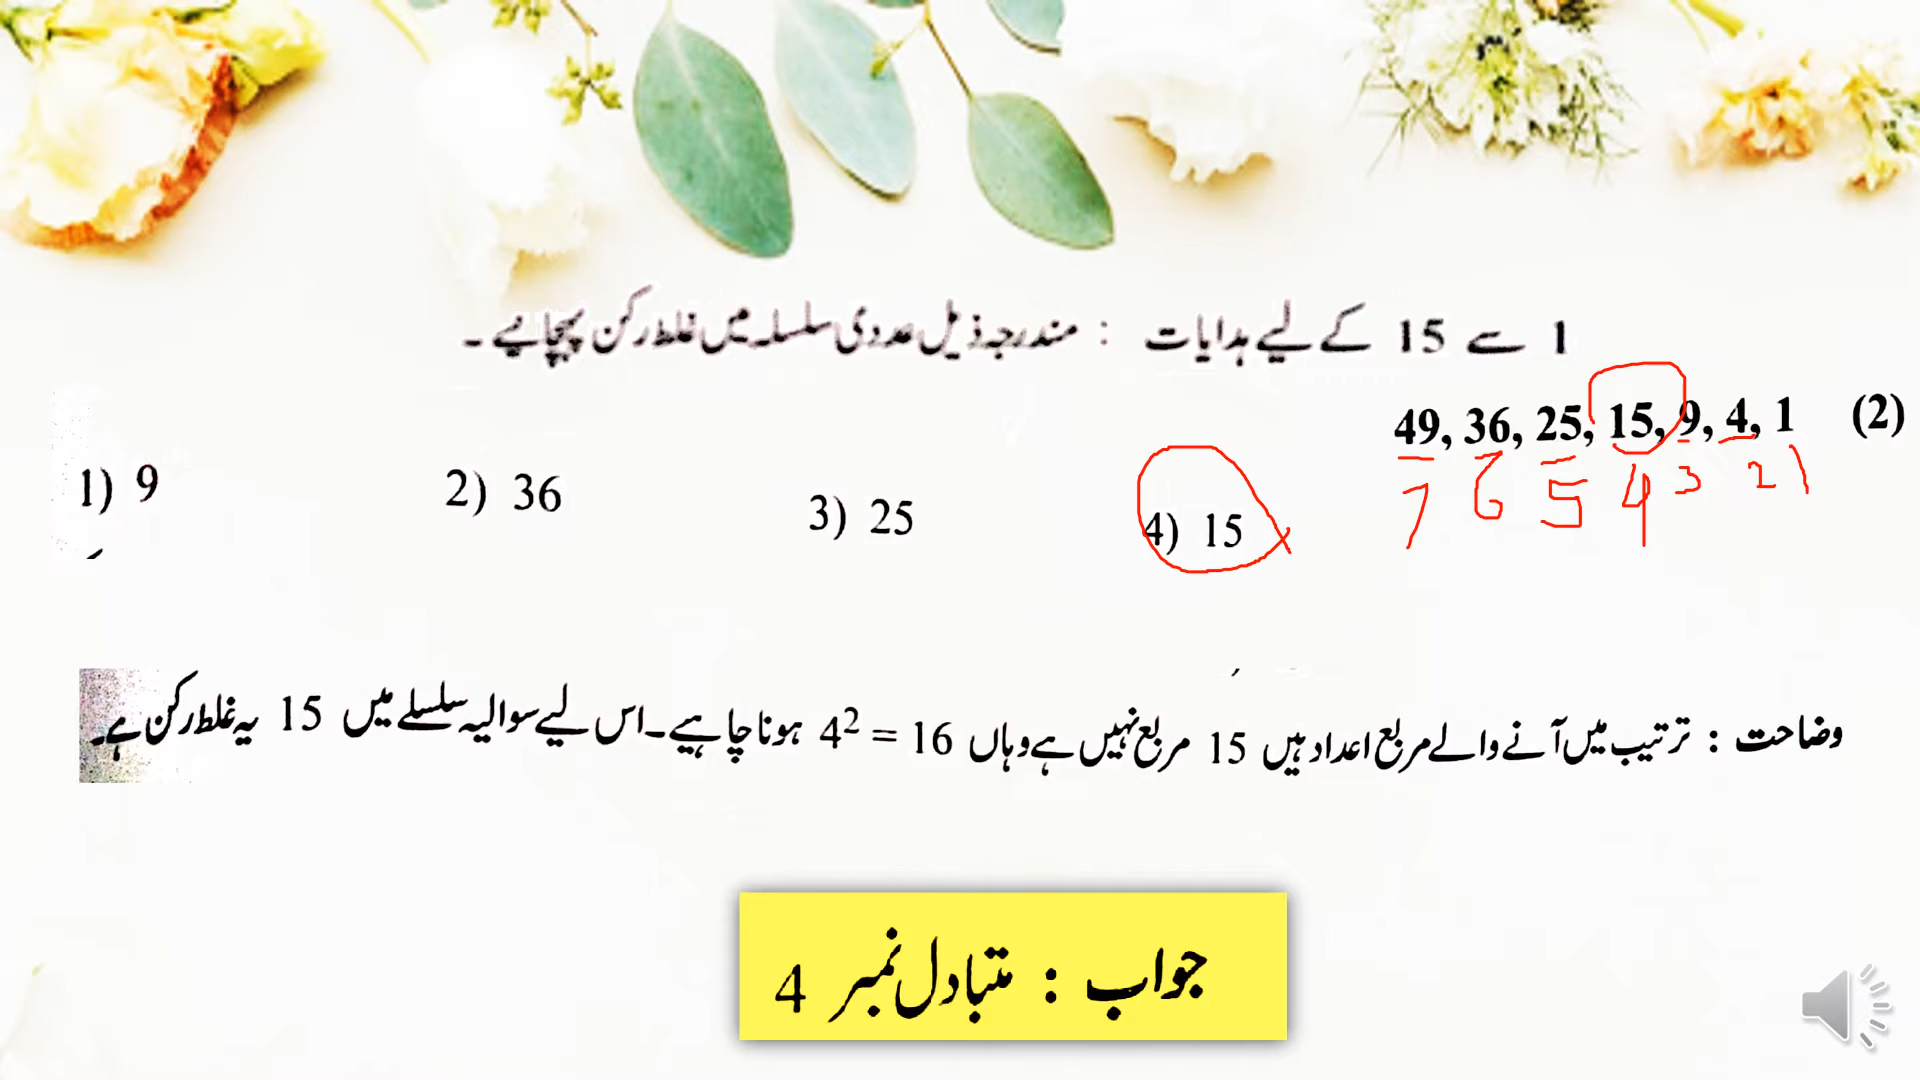 1 سے 15 کے لیے ہدایات : مندرجہ ذیل عددی سلسلہ میں غلط رکن پہچانیے ۔
(2) 49, 36, 25, 15, 9, 4, 1
7 6 5 4 3 2 1
1) 9 2) 36 3) 25 4) 15
وضاحت : ترتیب میں آنے والے مربع اعداد ہیں 15 مربع نہیں ہے وہاں 4² = 16 ہونا چاہیے ۔ اس لیے سوالیہ سلسلے میں 15 یہ غلط رکن ہے۔
جواب : متبادل نمبر 4